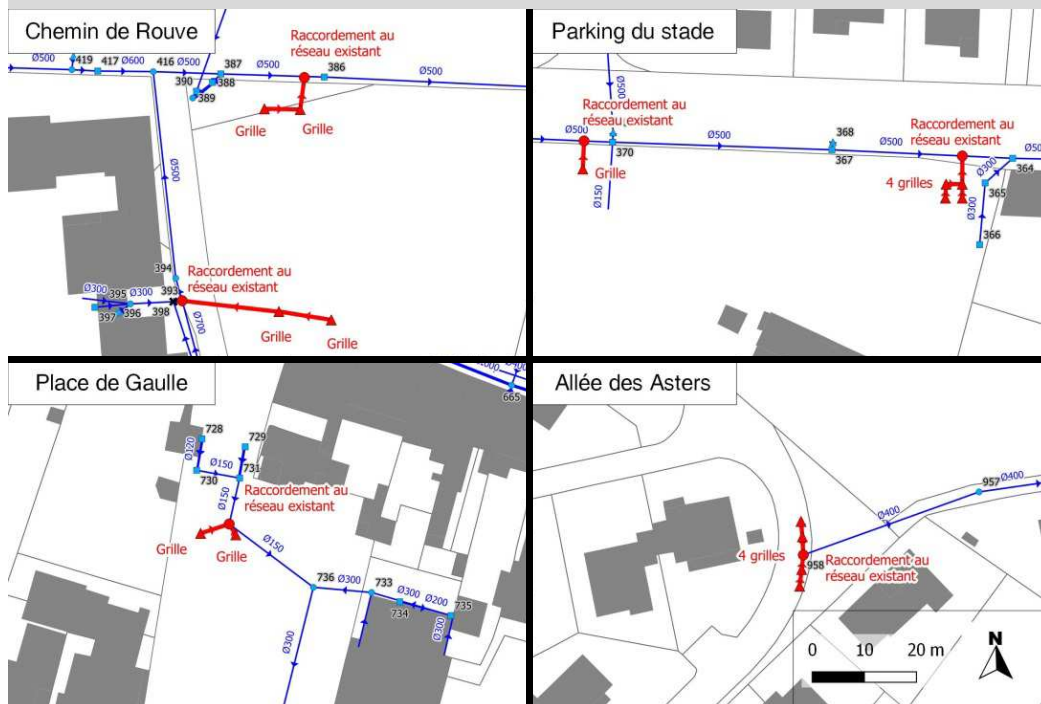 Chemin de Rouve
Raccordement au
réseau existant
Ø500
419
417
Ø600
416
Ø500
387
390
388
389
Ø500
386
Ø500
Grille
Grille
Ø500
394
Raccordement au
réseau existant
393
Ø300
395
Ø300
397
396
398
Ø700
Grille
Grille
Parking du stade
Ø500
Raccordement au
réseau existant
Ø500
370
Grille
Ø150
Ø500
368
367
Ø500
Raccordement au
réseau existant
4 grilles
Ø300
364
365
Ø300
366
Place de Gaulle
665
728
Ø120
729
Ø150
730
731
Raccordement au
réseau existant
Ø150
Grille
Grille
Ø150
736
Ø300
733
Ø300
Ø200
734
735
Ø300
Ø300
Allée des Asters
957
Ø400
Ø400
4 grilles
958
Raccordement au
réseau existant
0 10 20 m
N